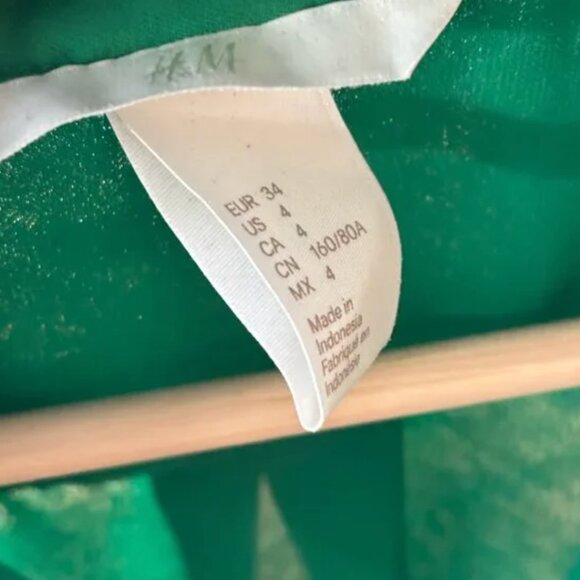 H&M
EUR 34
US 4
CA 4
CN 160/80A
MX 4
Made in
Indonesia
Fabriqué en
Indonésie